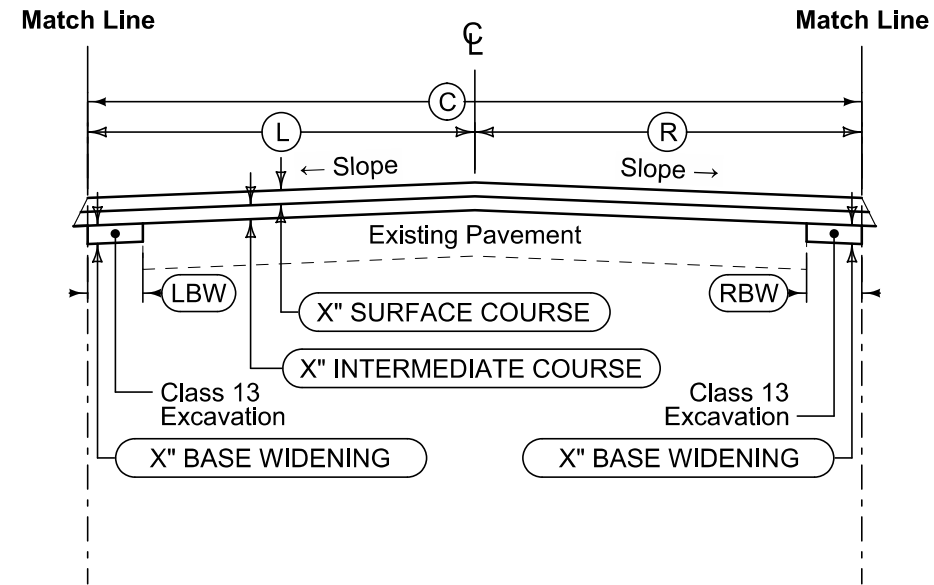 Match Line
Match Line
℄
C
L
R
← Slope
Slope →
Existing Pavement
LBW
RBW
X" SURFACE COURSE
X" INTERMEDIATE COURSE
Class 13
Excavation
Class 13
Excavation
X" BASE WIDENING
X" BASE WIDENING